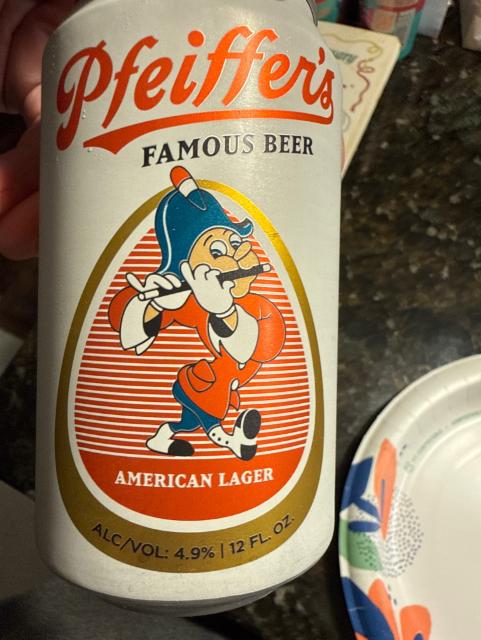 Pfeiffer's
FAMOUS BEER
AMERICAN LAGER
ALC/VOL: 4.9% | 12 FL. OZ.